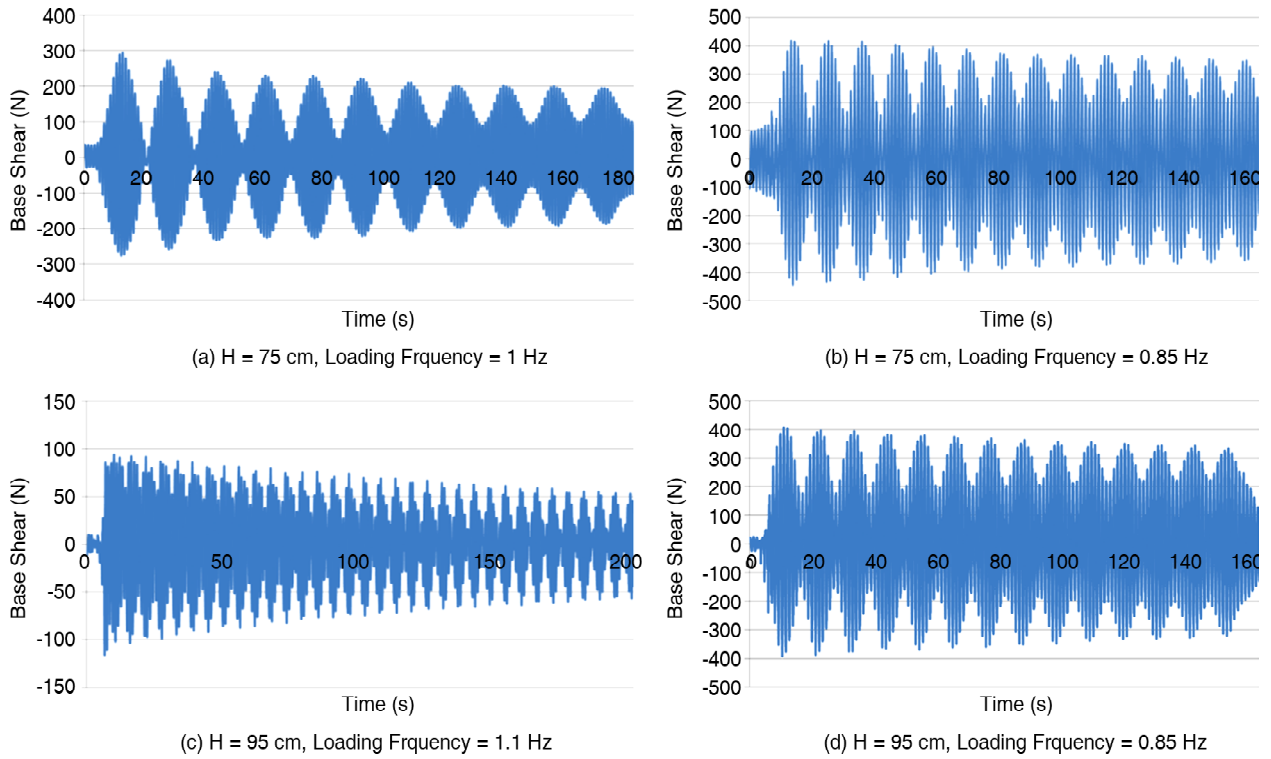 400
300
200
100
0
-100
-200
-300
-400
0 20 40 60 80 100 120 140 160 180
Base Shear (N)
Time (s)
(a) H = 75 cm, Loading Frquency = 1 Hz
500
400
300
200
100
0
-100
-200
-300
-400
-500
0 20 40 60 80 100 120 140 160
Base Shear (N)
Time (s)
(b) H = 75 cm, Loading Frquency = 0.85 Hz
150
100
50
0
-50
-100
-150
0 50 100 150 200
Base Shear (N)
Time (s)
(c) H = 95 cm, Loading Frquency = 1.1 Hz
500
400
300
200
100
0
-100
-200
-300
-400
-500
0 20 40 60 80 100 120 140 160
Base Shear (N)
Time (s)
(d) H = 95 cm, Loading Frquency = 0.85 Hz